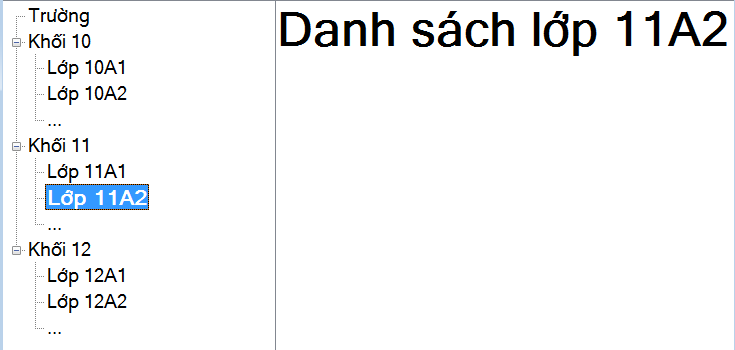 Trường
Khối 10
Lớp 10A1
Lớp 10A2
...
Khối 11
Lớp 11A1
Lớp 11A2
...
Khối 12
Lớp 12A1
Lớp 12A2
...
Danh sách lớp 11A2